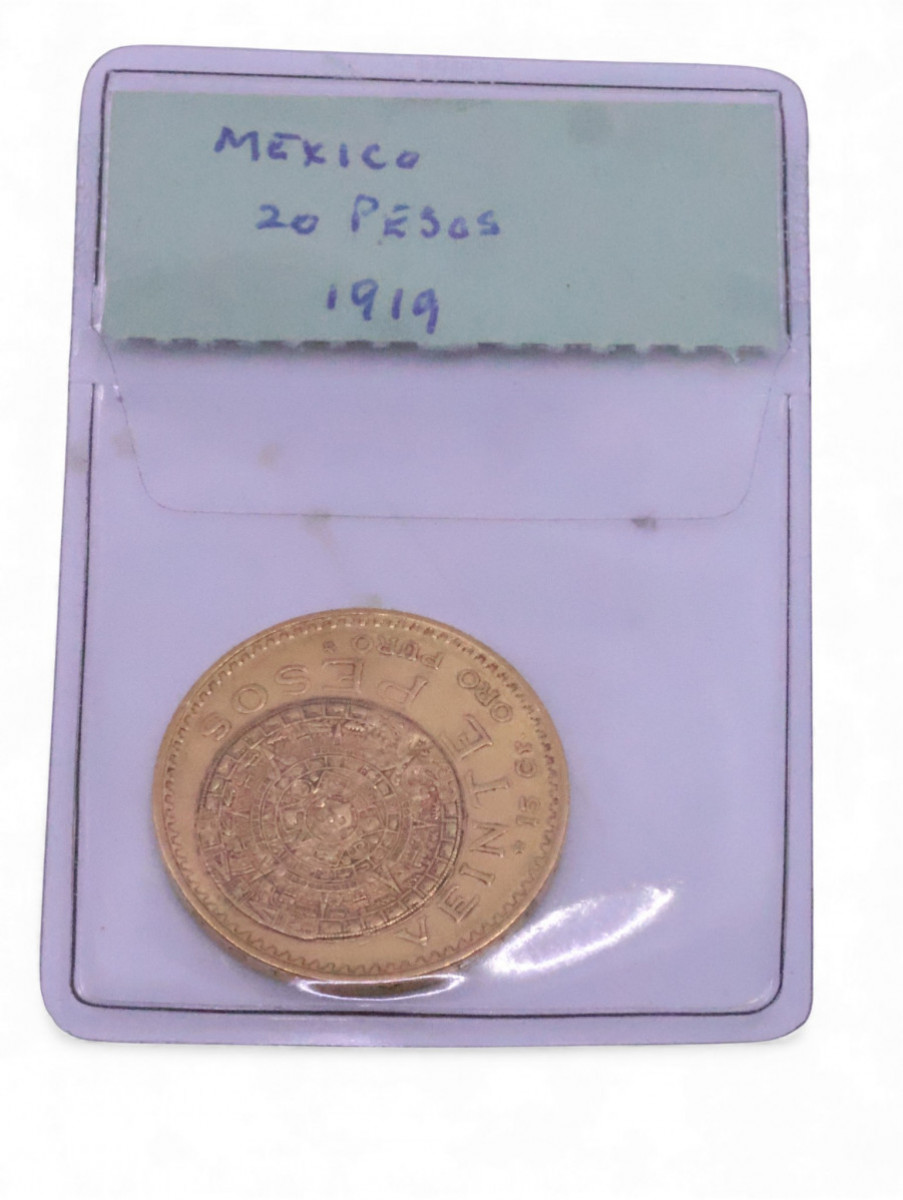 MEXICO
20 PESOS
1919
VEINTE PESOS
15 Gr. ORO PURO